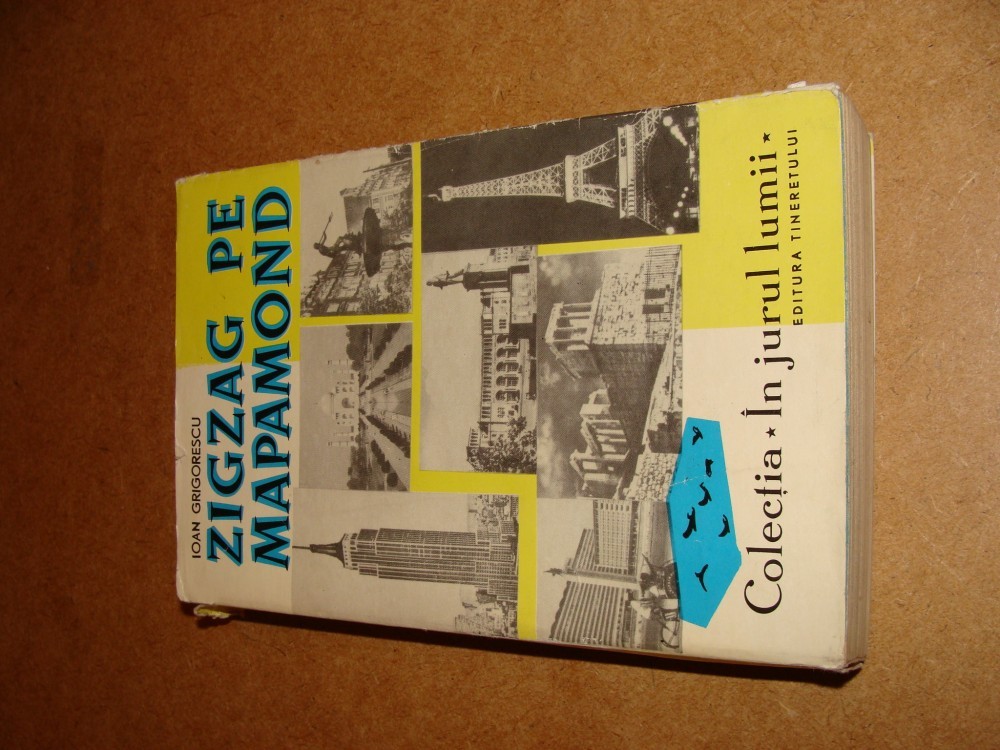 IOAN GRIGORESCU
ZIGZAG PE
MAPAMOND
Colecția ★ În jurul lumii ★
EDITURA TINERETULUI